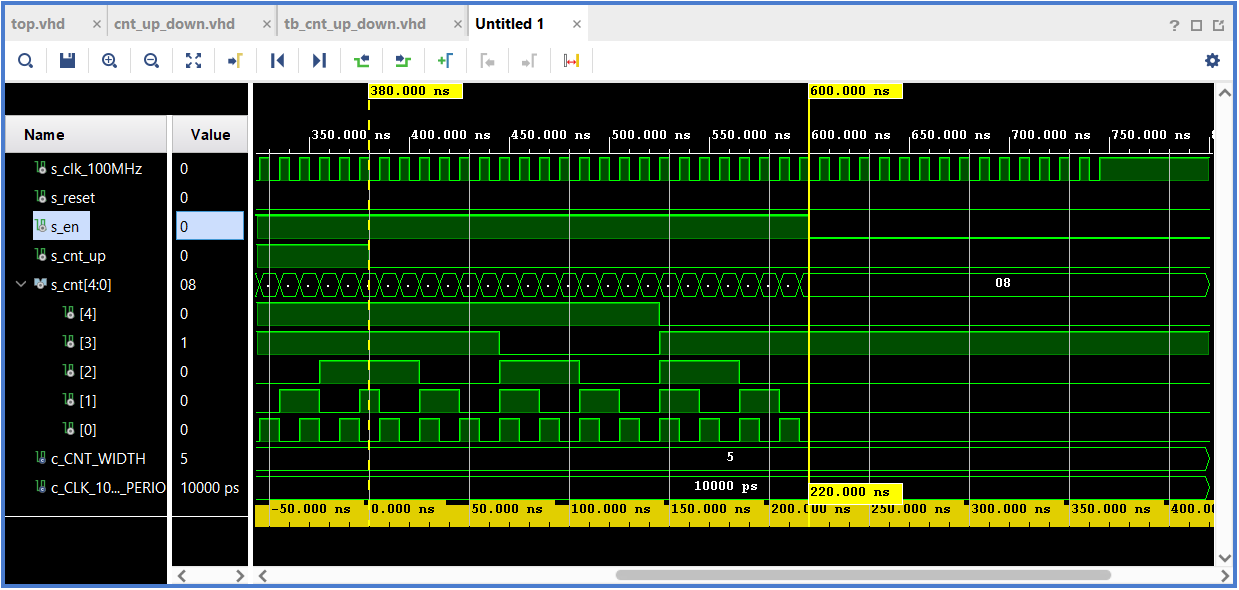 top.vhd × cnt_up_down.vhd × tb_cnt_up_down.vhd × Untitled 1 × ?
380.000 ns 600.000 ns
Name Value
350.000 ns 400.000 ns 450.000 ns 500.000 ns 550.000 ns 600.000 ns 650.000 ns 700.000 ns 750.000 ns
s_clk_100MHz 0
s_reset 0
s_en 0
s_cnt_up 0
s_cnt[4:0] 08 08
[4] 0
[3] 1
[2] 0
[1] 0
[0] 0
c_CNT_WIDTH 5 5
c_CLK_10..._PERIO 10000 ps 10000 ps
220.000 ns
-50.000 ns 0.000 ns 50.000 ns 100.000 ns 150.000 ns 200.000 ns 250.000 ns 300.000 ns 350.000 ns 400.0